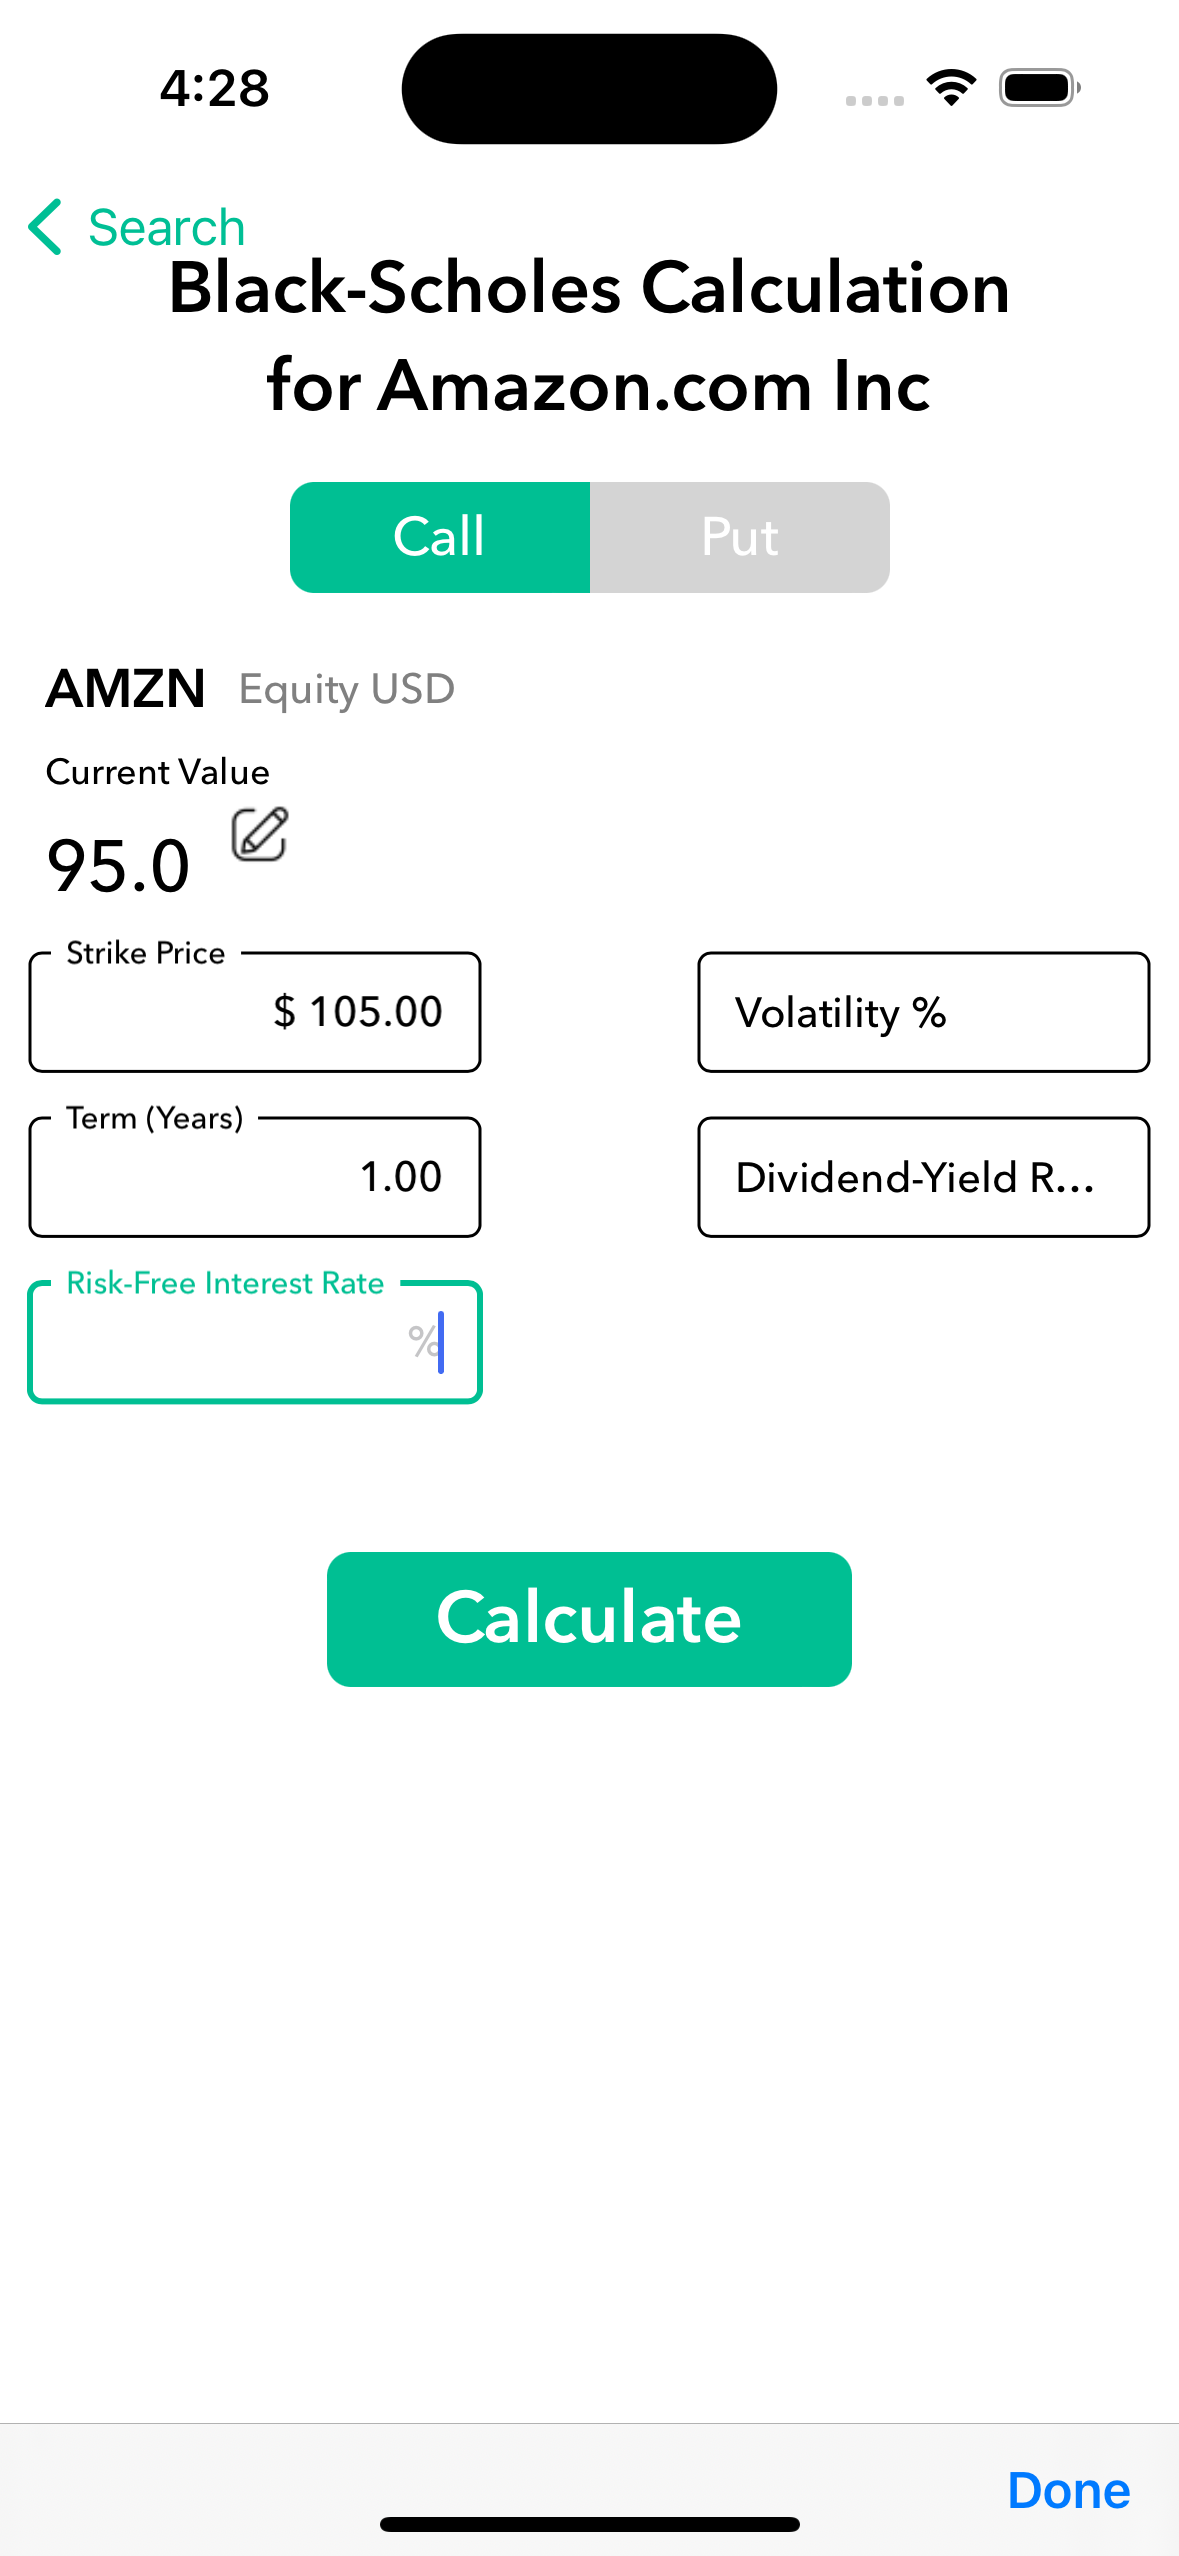 4:28
Search
Black-Scholes Calculation
for Amazon.com Inc
Call Put
AMZN Equity USD
Current Value
95.0
Strike Price
$ 105.00
Volatility %
Term (Years)
1.00
Dividend-Yield R...
Risk-Free Interest Rate
%
Calculate
Done